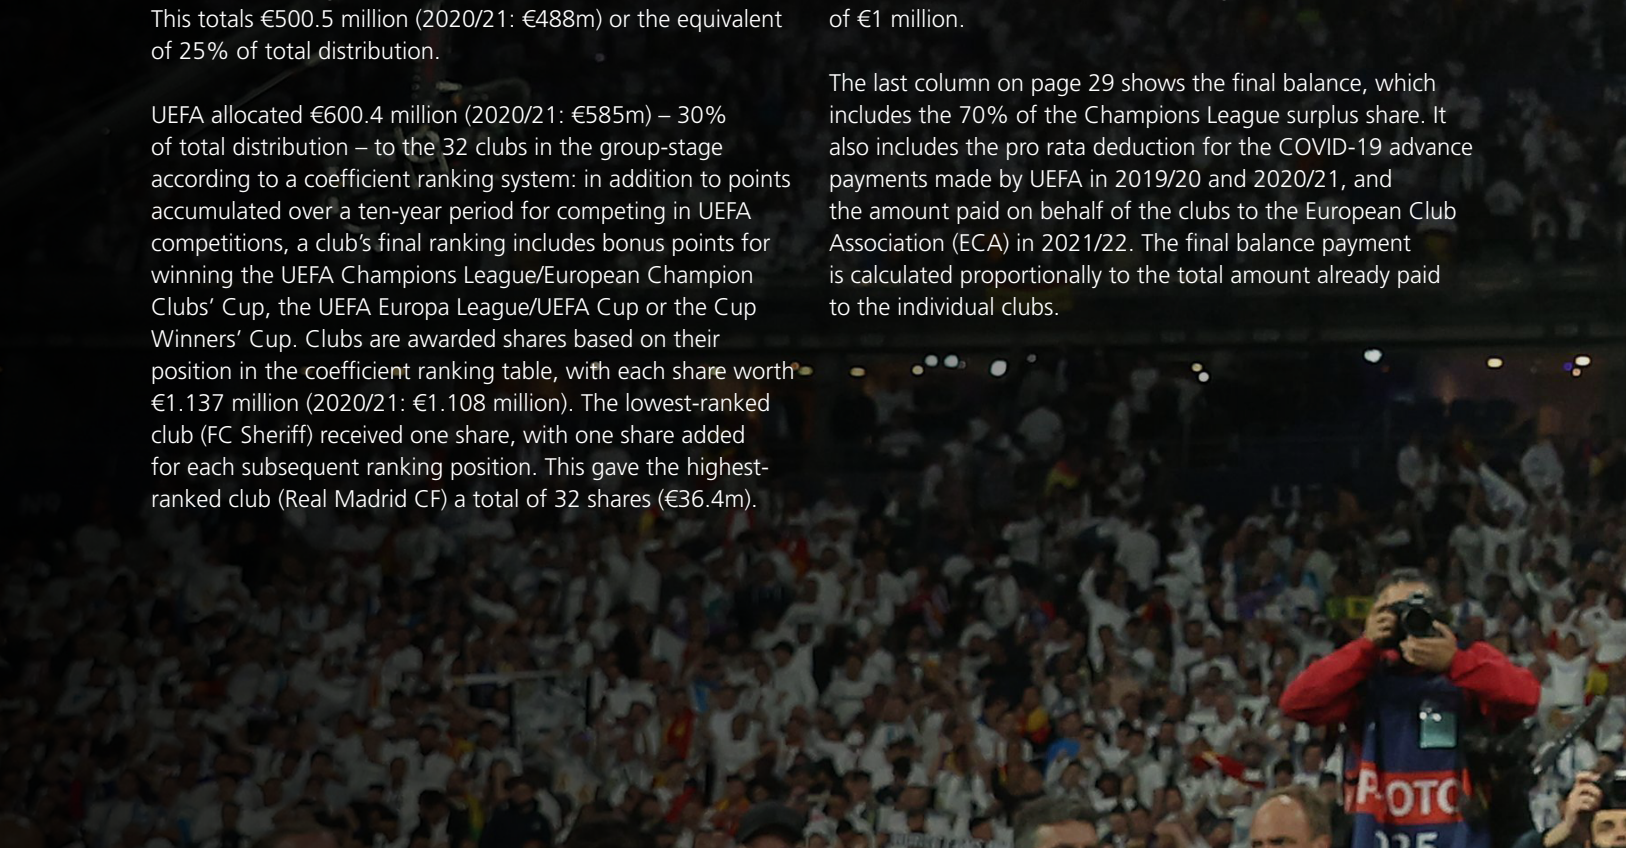 This totals €500.5 million (2020/21: €488m) or the equivalent
of 25% of total distribution.
UEFA allocated €600.4 million (2020/21: €585m) – 30%
of total distribution – to the 32 clubs in the group-stage
according to a coefficient ranking system: in addition to points
accumulated over a ten-year period for competing in UEFA
competitions, a club’s final ranking includes bonus points for
winning the UEFA Champions League/European Champion
Clubs’ Cup, the UEFA Europa League/UEFA Cup or the Cup
Winners’ Cup. Clubs are awarded shares based on their
position in the coefficient ranking table, with each share worth
€1.137 million (2020/21: €1.108 million). The lowest-ranked
club (FC Sheriff) received one share, with one share added
for each subsequent ranking position. This gave the highest-
ranked club (Real Madrid CF) a total of 32 shares (€36.4m).
of €1 million.
The last column on page 29 shows the final balance, which
includes the 70% of the Champions League surplus share. It
also includes the pro rata deduction for the COVID-19 advance
payments made by UEFA in 2019/20 and 2020/21, and
the amount paid on behalf of the clubs to the European Club
Association (ECA) in 2021/22. The final balance payment
is calculated proportionally to the total amount already paid
to the individual clubs.